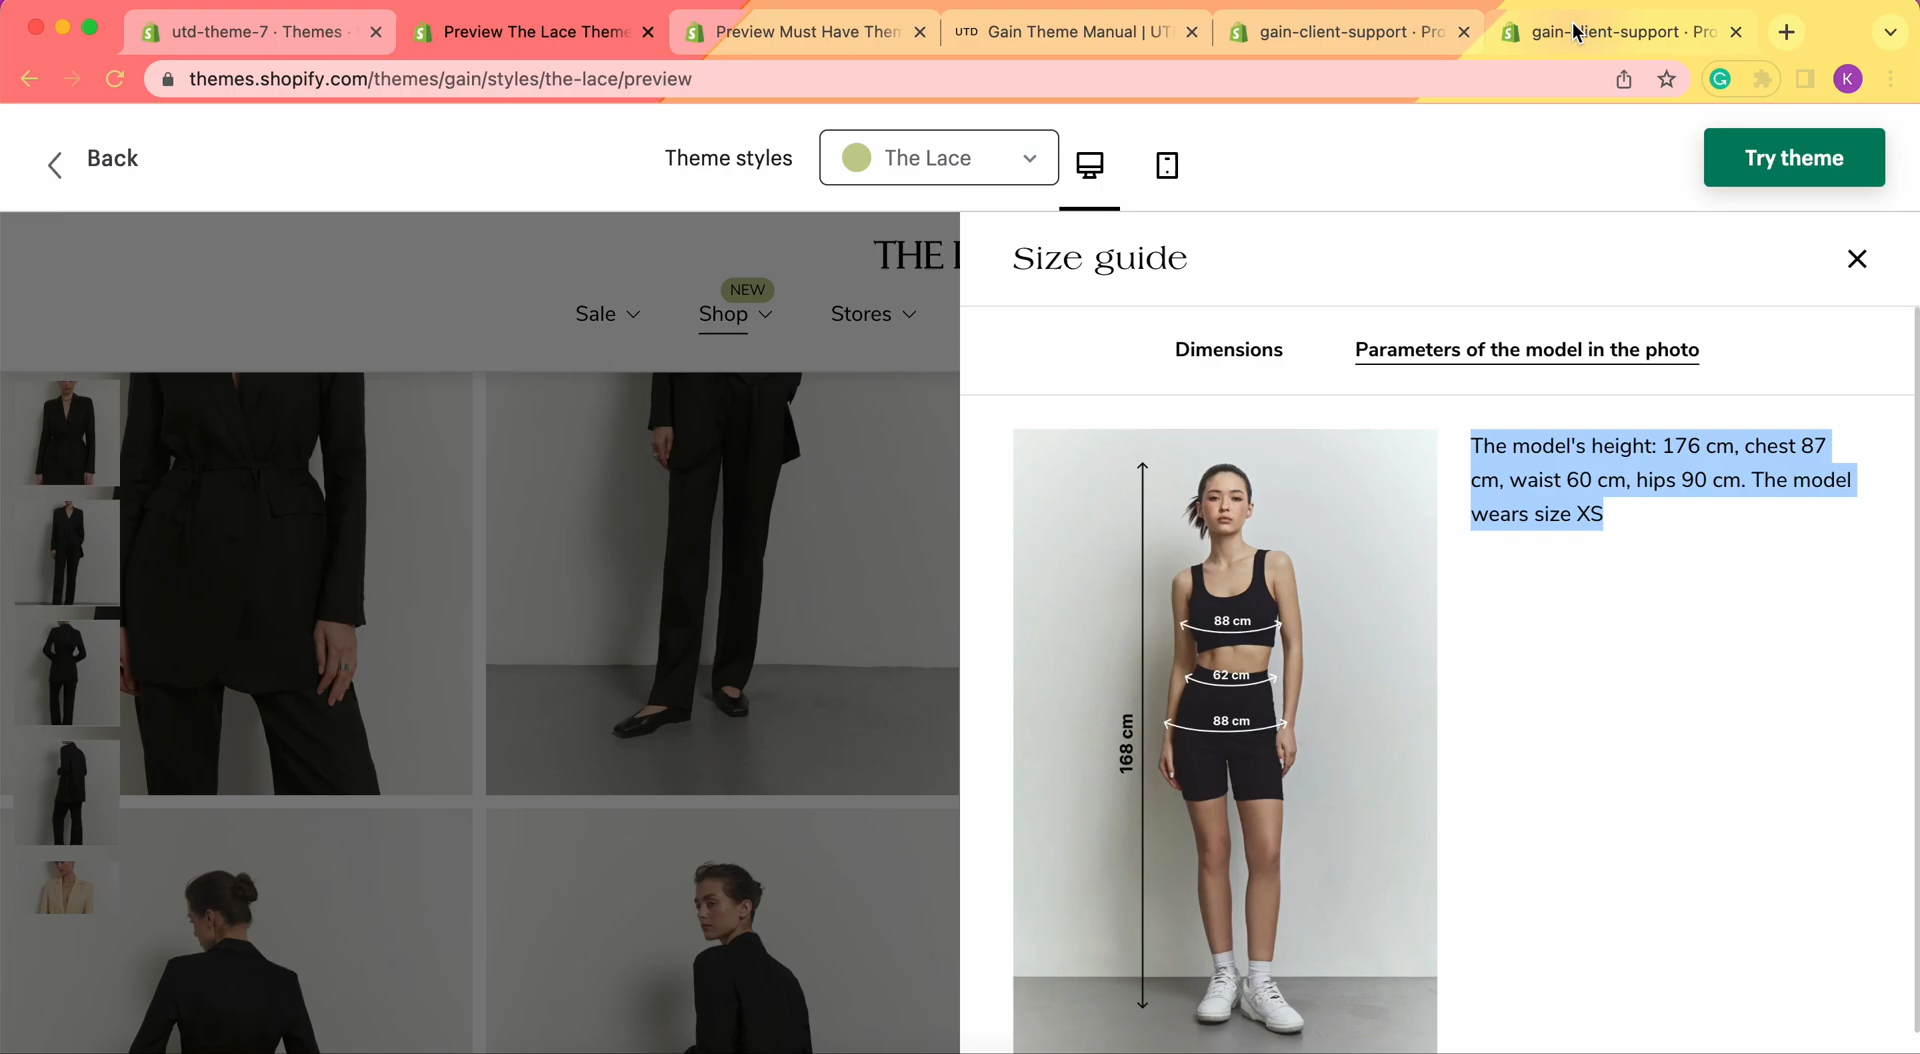 utd-theme-7 · Themes ·
Preview The Lace Theme
Preview Must Have Them
UTD Gain Theme Manual | UT
gain-client-support · Pro
gain-client-support · Pro
themes.shopify.com/themes/gain/styles/the-lace/preview
K
Back
Theme styles
The Lace
Try theme
THE
NEW
Sale
Shop
Stores
Size guide
Dimensions
Parameters of the model in the photo
The model's height: 176 cm, chest 87
cm, waist 60 cm, hips 90 cm. The model
wears size XS
88 cm
62 cm
88 cm
168 cm